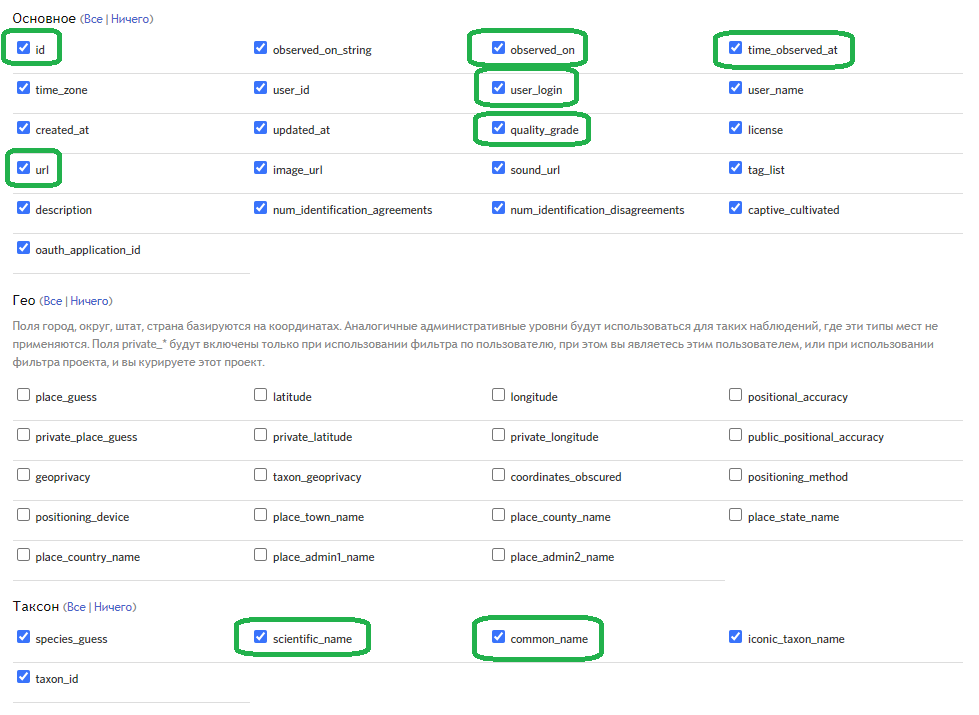 Основное (Все | Ничего)
id observed_on_string observed_on time_observed_at
time_zone user_id user_login user_name
created_at updated_at quality_grade license
url image_url sound_url tag_list
description num_identification_agreements num_identification_disagreements captive_cultivated
oauth_application_id
Гео (Все | Ничего)
Поля город, округ, штат, страна базируются на координатах. Аналогичные административные уровни будут использоваться для таких наблюдений, где эти типы мест не
применяются. Поля private_* будут включены только при использовании фильтра по пользователю, при этом вы являетесь этим пользователем, или при использовании
фильтра проекта, и вы курируете этот проект.
place_guess latitude longitude positional_accuracy
private_place_guess private_latitude private_longitude public_positional_accuracy
geoprivacy taxon_geoprivacy coordinates_obscured positioning_method
positioning_device place_town_name place_county_name place_state_name
place_country_name place_admin1_name place_admin2_name
Таксон (Все | Ничего)
species_guess scientific_name common_name iconic_taxon_name
taxon_id